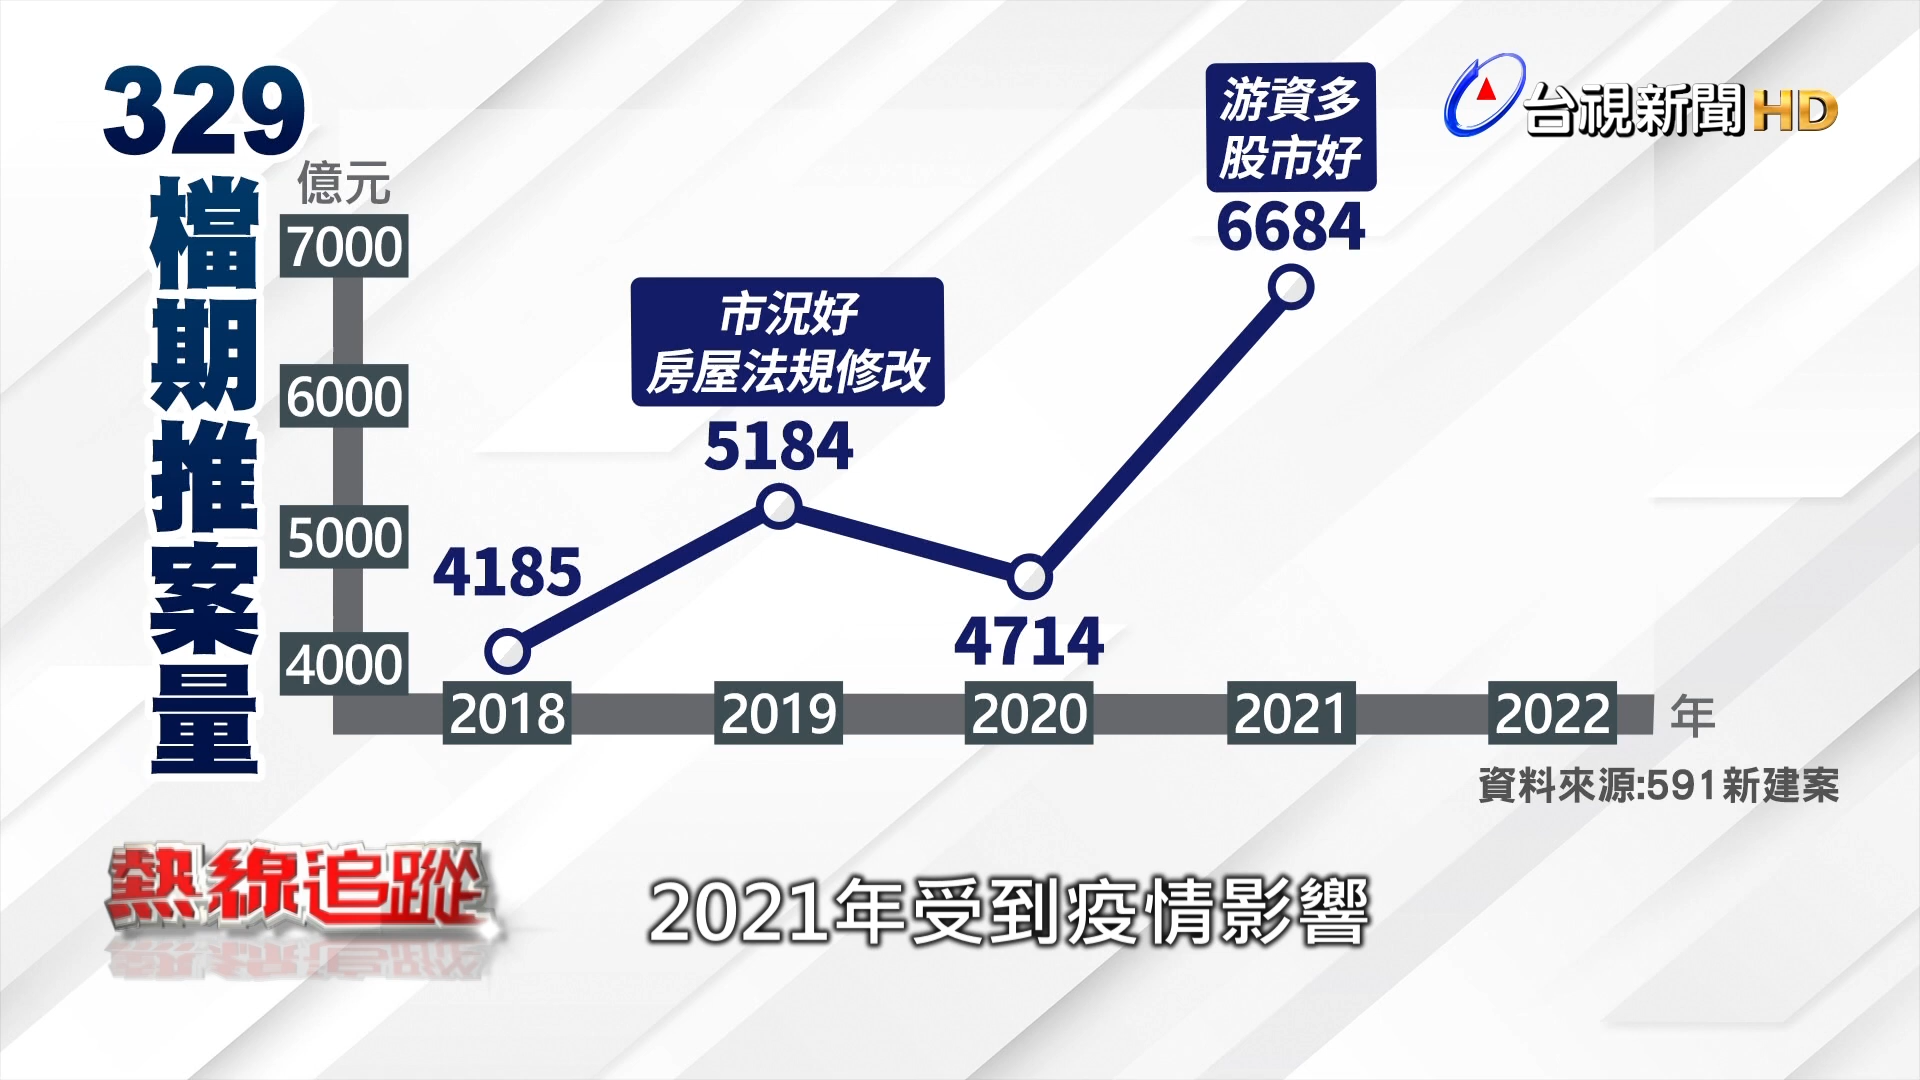 329
檔期推案量
億元
7000
6000
5000
4000
4185
市況好
房屋法規修改
5184
4714
游資多
股市好
6684
台視新聞HD
2018
2019
2020
2021
2022
年
資料來源:591新建案
熱線追蹤
2021年受到疫情影響